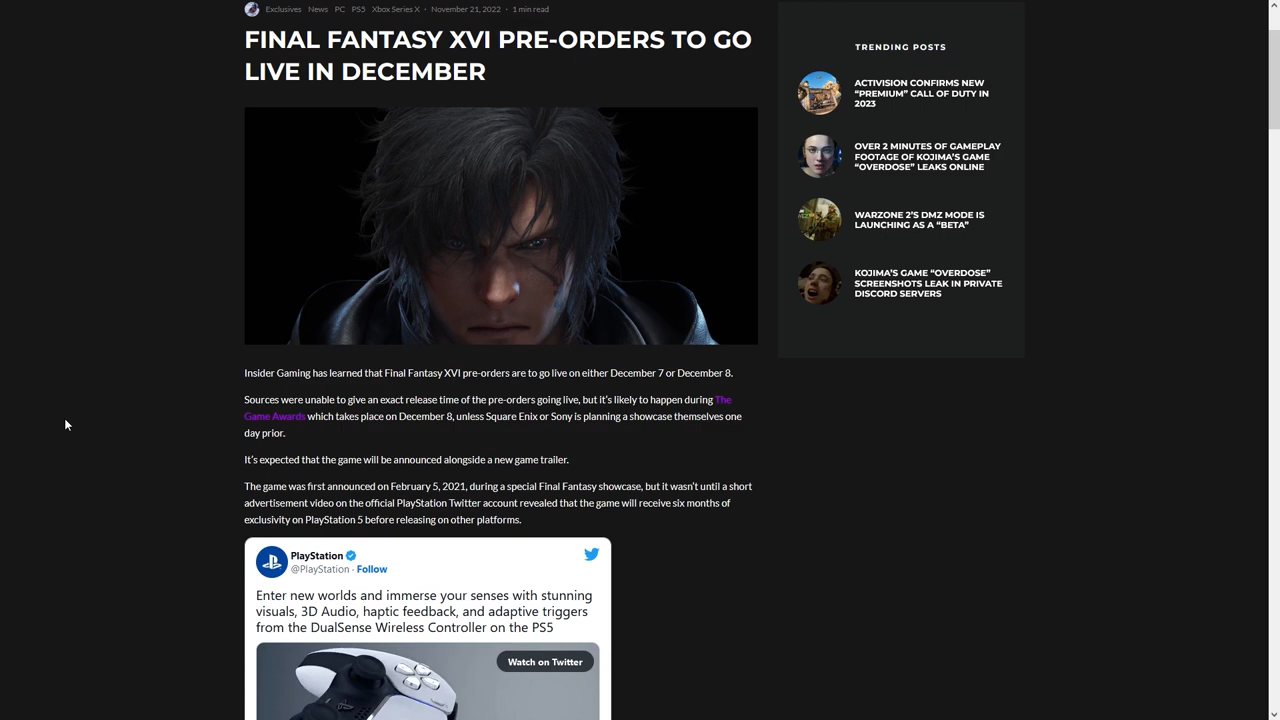 Exclusives News PC PS5 Xbox Series X • November 21, 2022 • 1 min read
FINAL FANTASY XVI PRE-ORDERS TO GO
LIVE IN DECEMBER
Insider Gaming has learned that Final Fantasy XVI pre-orders are to go live on either December 7 or December 8.
Sources were unable to give an exact release time of the pre-orders going live, but it's likely to happen during The
Game Awards which takes place on December 8, unless Square Enix or Sony is planning a showcase themselves one
day prior.
It's expected that the game will be announced alongside a new game trailer.
The game was first announced on February 5, 2021, during a special Final Fantasy showcase, but it wasn't until a short
advertisement video on the official PlayStation Twitter account revealed that the game will receive six months of
exclusivity on PlayStation 5 before releasing on other platforms.
PlayStation
@PlayStation · Follow
Enter new worlds and immerse your senses with stunning
visuals, 3D Audio, haptic feedback, and adaptive triggers
from the DualSense Wireless Controller on the PS5
Watch on Twitter
TRENDING POSTS
ACTIVISION CONFIRMS NEW
“PREMIUM” CALL OF DUTY IN
2023
OVER 2 MINUTES OF GAMEPLAY
FOOTAGE OF KOJIMA’S GAME
“OVERDOSE” LEAKS ONLINE
WARZONE 2’S DMZ MODE IS
LAUNCHING AS A “BETA”
KOJIMA’S GAME “OVERDOSE”
SCREENSHOTS LEAK IN PRIVATE
DISCORD SERVERS